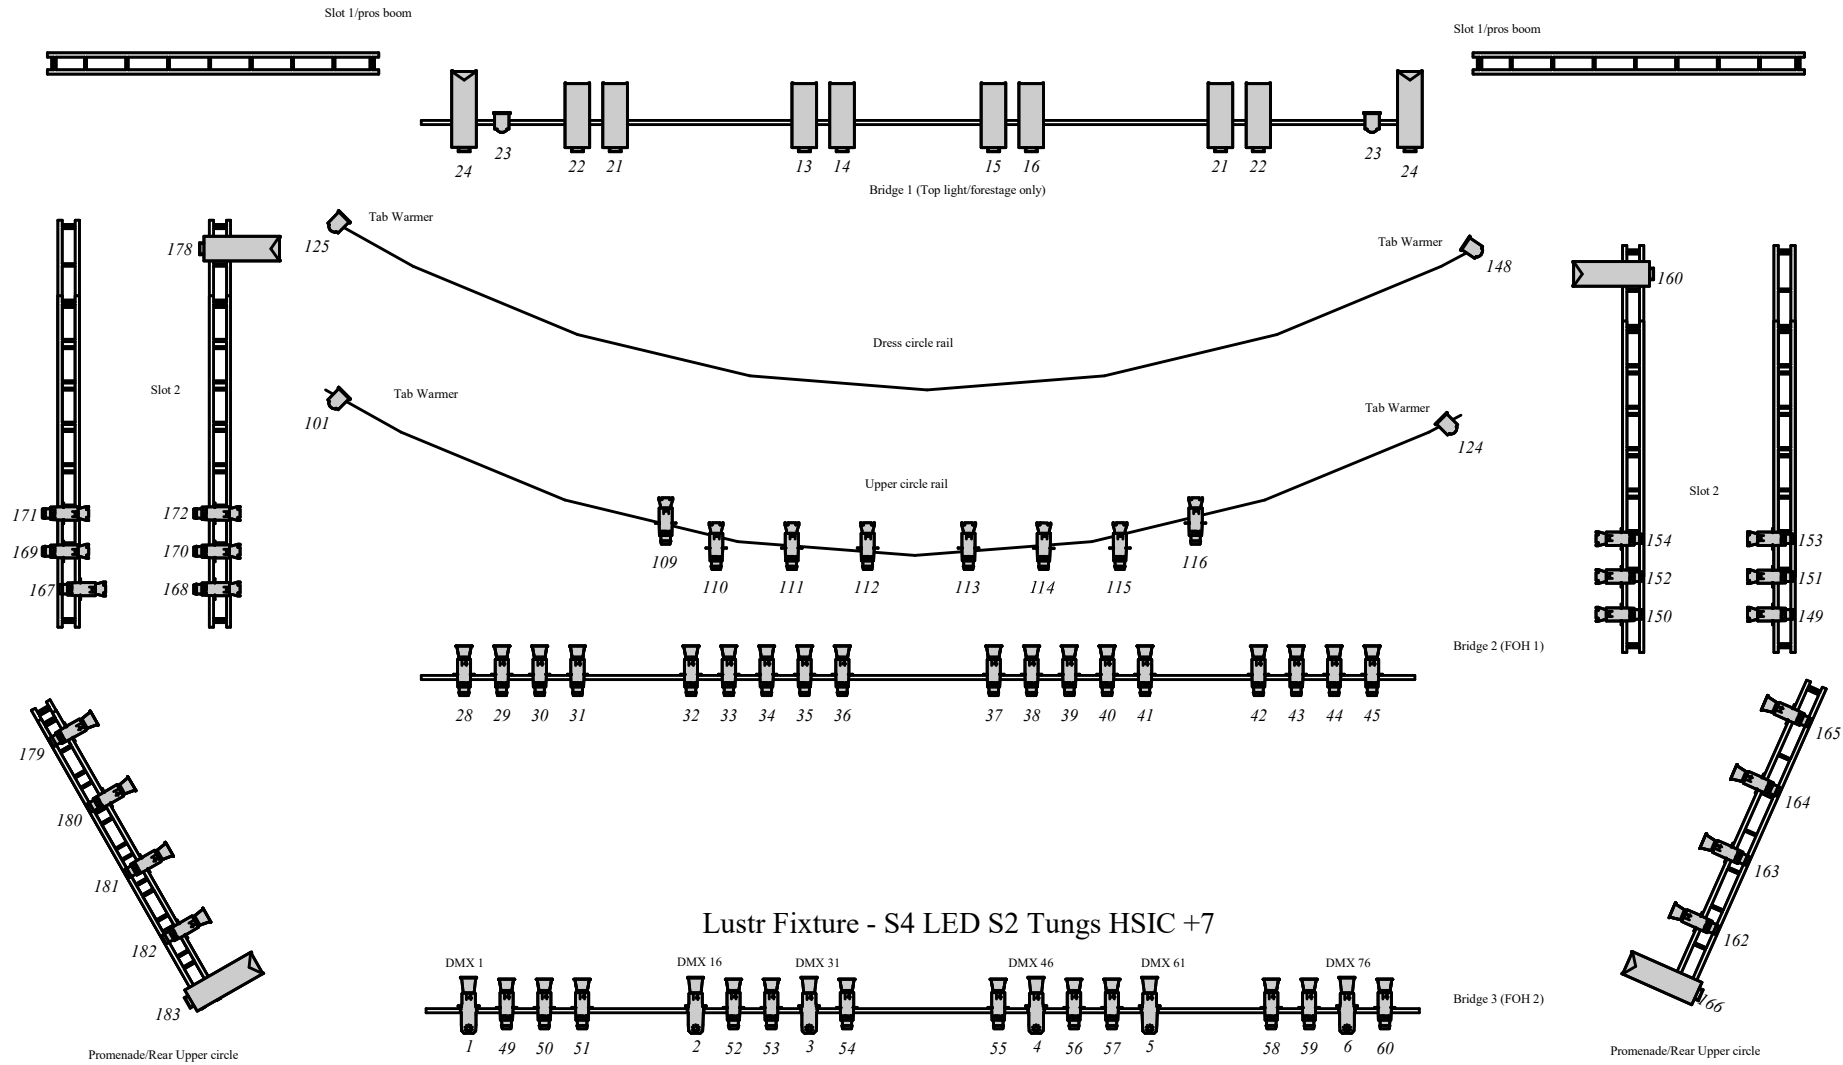 Slot 1/pros boom
Slot 1/pros boom
24 23 22 21 13 14 15 16 21 22 23 24
Bridge 1 (Top light/forestage only)
178
125
Tab Warmer
Tab Warmer
148
160
Dress circle rail
Slot 2
101
Tab Warmer
Tab Warmer
124
Upper circle rail
Slot 2
171 172
169 170
167 168
109 110 111 112 113 114 115 116
154 153
152 151
150 149
Bridge 2 (FOH 1)
28 29 30 31 32 33 34 35 36 37 38 39 40 41 42 43 44 45
179
180
181
182
183
165
164
163
162
166
Lustr Fixture - S4 LED S2 Tungs HSIC +7
DMX 1 DMX 16 DMX 31 DMX 46 DMX 61 DMX 76
Bridge 3 (FOH 2)
1 49 50 51 2 52 53 3 54 55 4 56 57 5 58 59 6 60
Promenade/Rear Upper circle
Promenade/Rear Upper circle